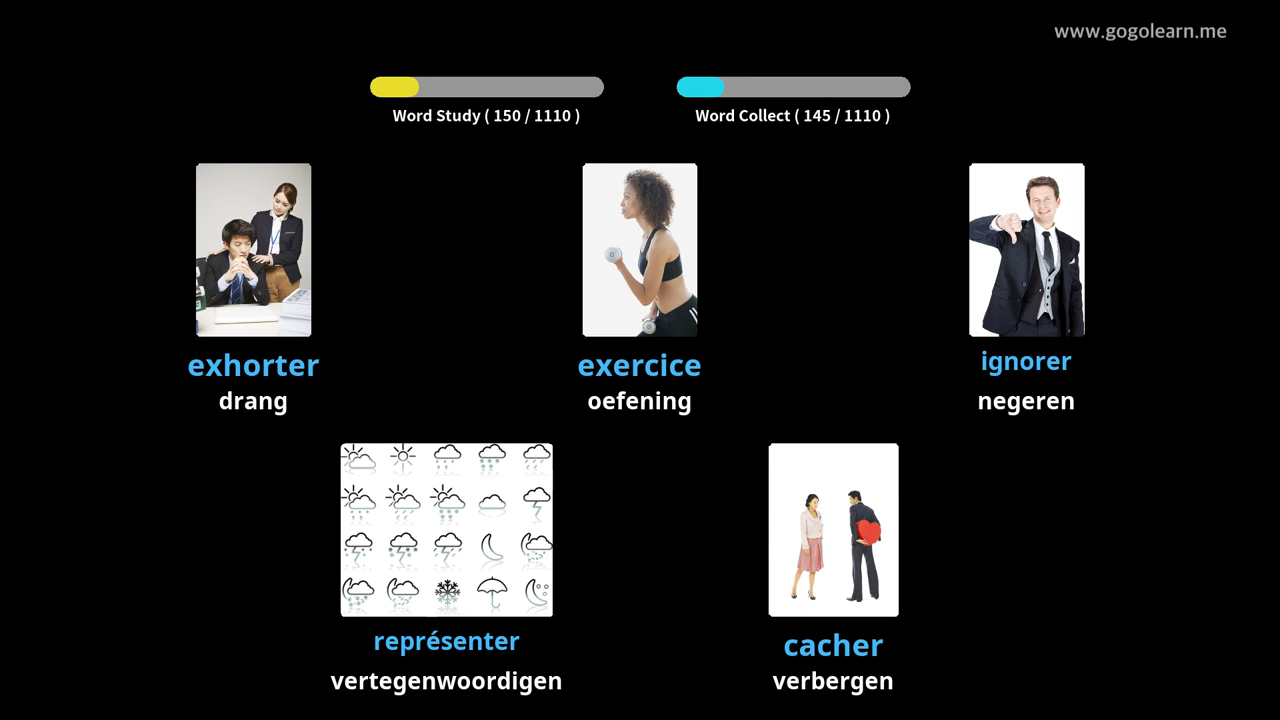 www.gogolearn.me
Word Study ( 150 / 1110 )
Word Collect ( 145 / 1110 )
exhorter
drang
exercice
oefening
ignorer
negeren
représenter
vertegenwoordigen
cacher
verbergen